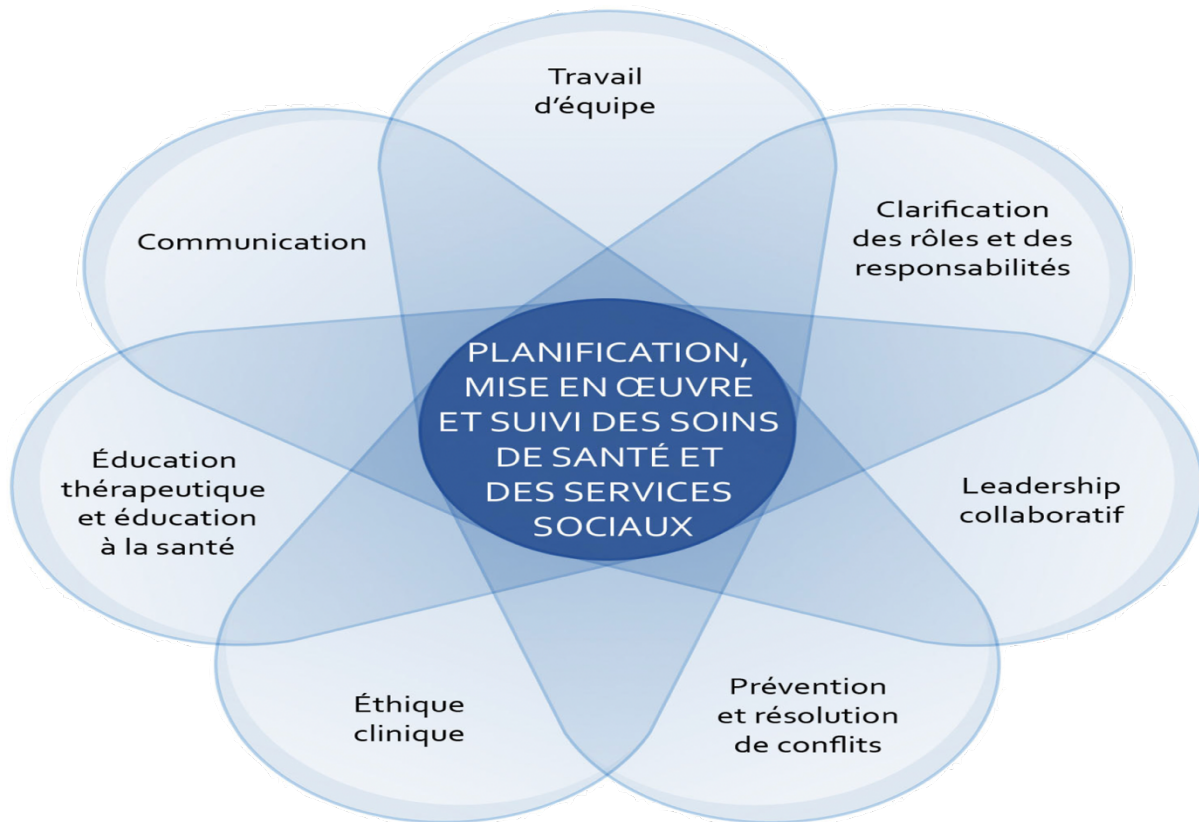 Travail
d’équipe
Clarification
des rôles et des
responsabilités
Leadership
collaboratif
Prévention
et résolution
de conflits
Éthique
clinique
Éducation
thérapeutique
et éducation
à la santé
Communication
PLANIFICATION,
MISE EN ŒUVRE
ET SUIVI DES SOINS
DE SANTÉ ET
DES SERVICES
SOCIAUX